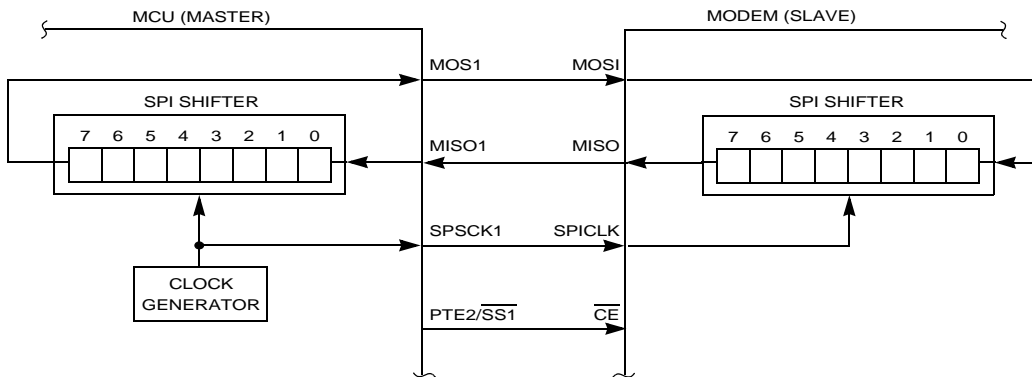 MCU (MASTER)
MODEM (SLAVE)
MOS1
MOSI
SPI SHIFTER
SPI SHIFTER
7 6 5 4 3 2 1 0
7 6 5 4 3 2 1 0
MISO1
MISO
SPSCK1
SPICLK
CLOCK
GENERATOR
PTE2/SS1
CE